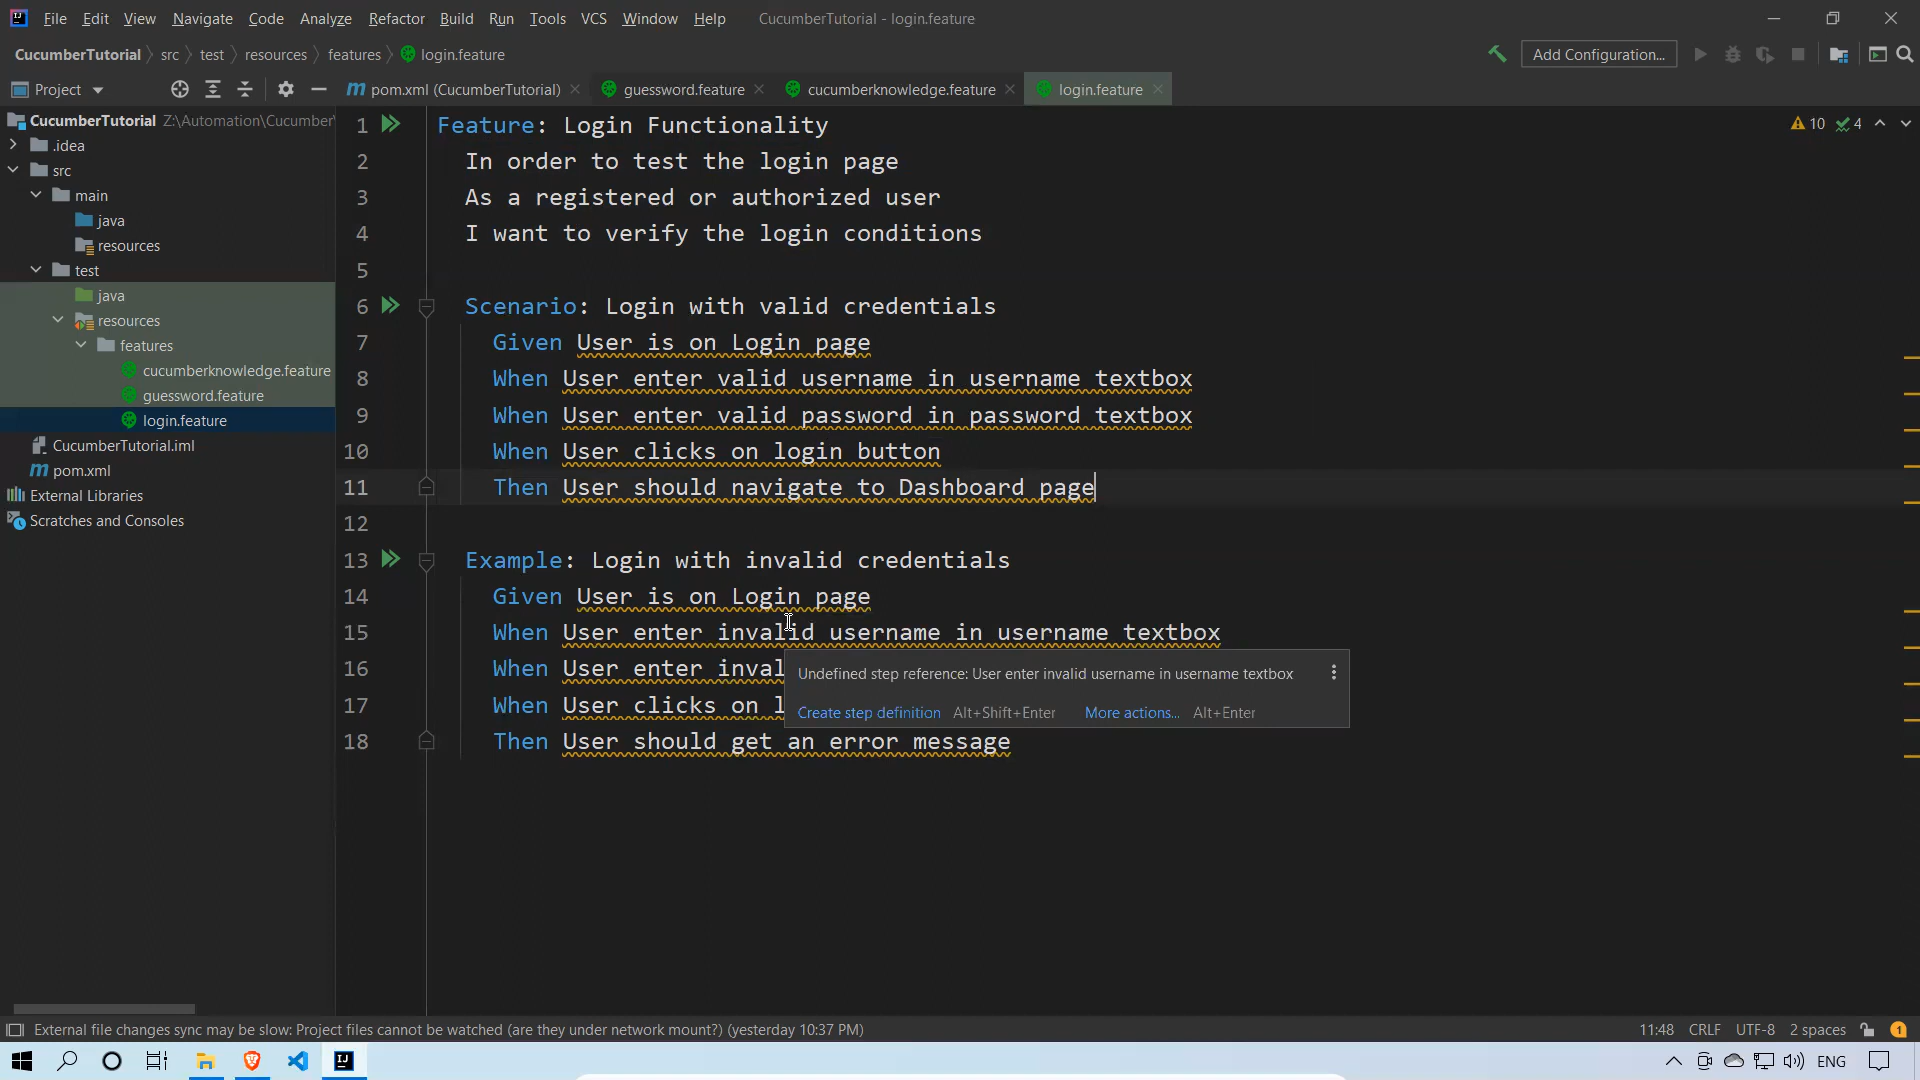 File Edit View Navigate Code Analyze Refactor Build Run Tools VCS Window Help CucumberTutorial - login.feature
CucumberTutorial src test resources features login.feature Add Configuration...
Project pom.xml (CucumberTutorial) guessword.feature cucumberknowledge.feature login.feature
CucumberTutorial Z:\Automation\Cucumber
.idea
src
main
java
resources
test
java
resources
features
cucumberknowledge.feature
guessword.feature
login.feature
CucumberTutorial.iml
pom.xml
External Libraries
Scratches and Consoles
10 4
1 Feature: Login Functionality
2 In order to test the login page
3 As a registered or authorized user
4 I want to verify the login conditions
5
6 Scenario: Login with valid credentials
7 Given User is on Login page
8 When User enter valid username in username textbox
9 When User enter valid password in password textbox
10 When User clicks on login button
11 Then User should navigate to Dashboard page
12
13 Example: Login with invalid credentials
14 Given User is on Login page
15 When User enter invalid username in username textbox
16 When User enter inval
17 When User clicks on l
18 Then User should get an error message
Undefined step reference: User enter invalid username in username textbox
Create step definition Alt+Shift+Enter More actions... Alt+Enter
External file changes sync may be slow: Project files cannot be watched (are they under network mount?) (yesterday 10:37 PM) 11:48 CRLF UTF-8 2 spaces 1
IJ ENG